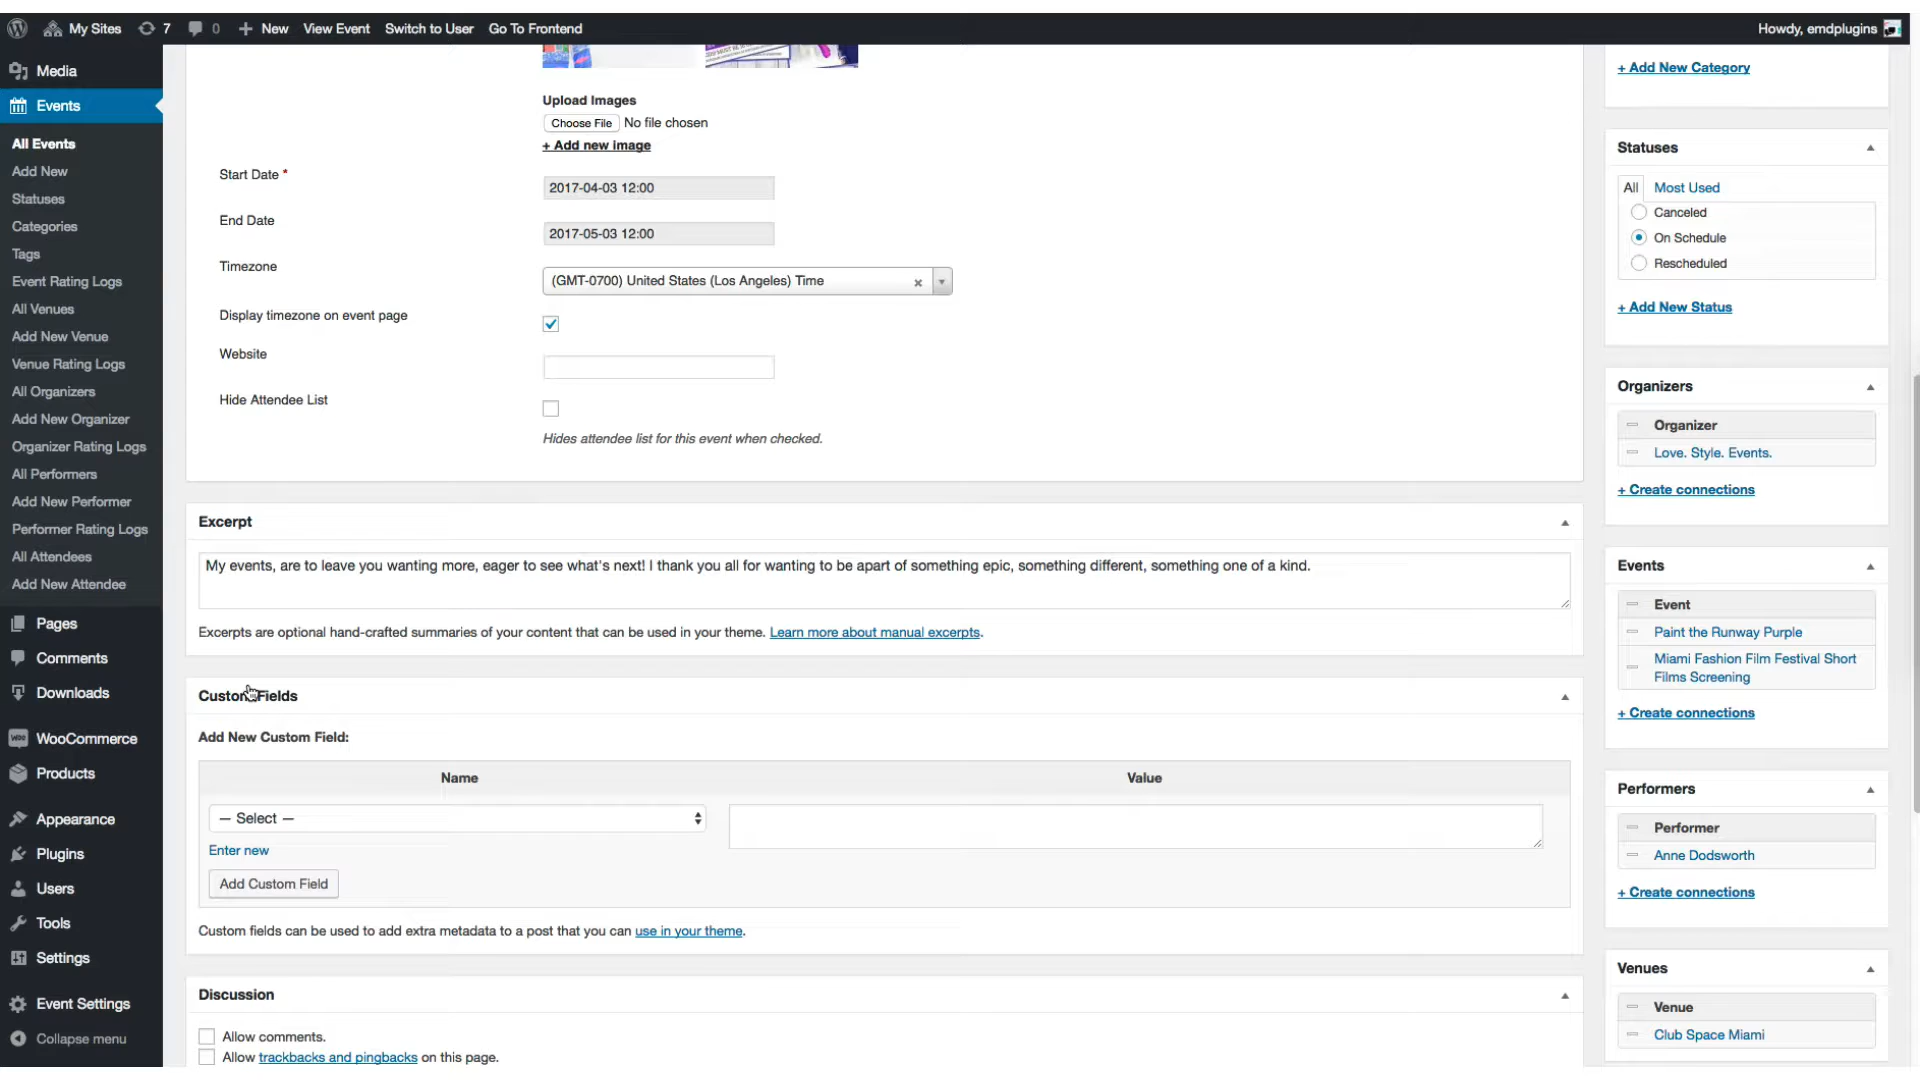 My Sites 7 0 New View Event Switch to User Go To Frontend Howdy, emdplugins
Media
Events
All Events
Add New
Statuses
Categories
Tags
Event Rating Logs
All Venues
Add New Venue
Venue Rating Logs
All Organizers
Add New Organizer
Organizer Rating Logs
All Performers
Add New Performer
Performer Rating Logs
All Attendees
Add New Attendee
Pages
Comments
Downloads
WooCommerce
Products
Appearance
Plugins
Users
Tools
Settings
Event Settings
Collapse menu
Upload Images
Choose File No file chosen
+ Add new image
Start Date *
2017-04-03 12:00
End Date
2017-05-03 12:00
Timezone
(GMT-0700) United States (Los Angeles) Time
Display timezone on event page
Website
Hide Attendee List
Hides attendee list for this event when checked.
Excerpt
My events, are to leave you wanting more, eager to see what's next! I thank you all for wanting to be apart of something epic, something different, something one of a kind.
Excerpts are optional hand-crafted summaries of your content that can be used in your theme. Learn more about manual excerpts.
Custom Fields
Add New Custom Field:
Name Value
— Select —
Enter new
Add Custom Field
Custom fields can be used to add extra metadata to a post that you can use in your theme.
Discussion
Allow comments.
Allow trackbacks and pingbacks on this page.
+ Add New Category
Statuses
All Most Used
Canceled
On Schedule
Rescheduled
+ Add New Status
Organizers
Organizer
Love. Style. Events.
+ Create connections
Events
Event
Paint the Runway Purple
Miami Fashion Film Festival Short
Films Screening
+ Create connections
Performers
Performer
Anne Dodsworth
+ Create connections
Venues
Venue
Club Space Miami